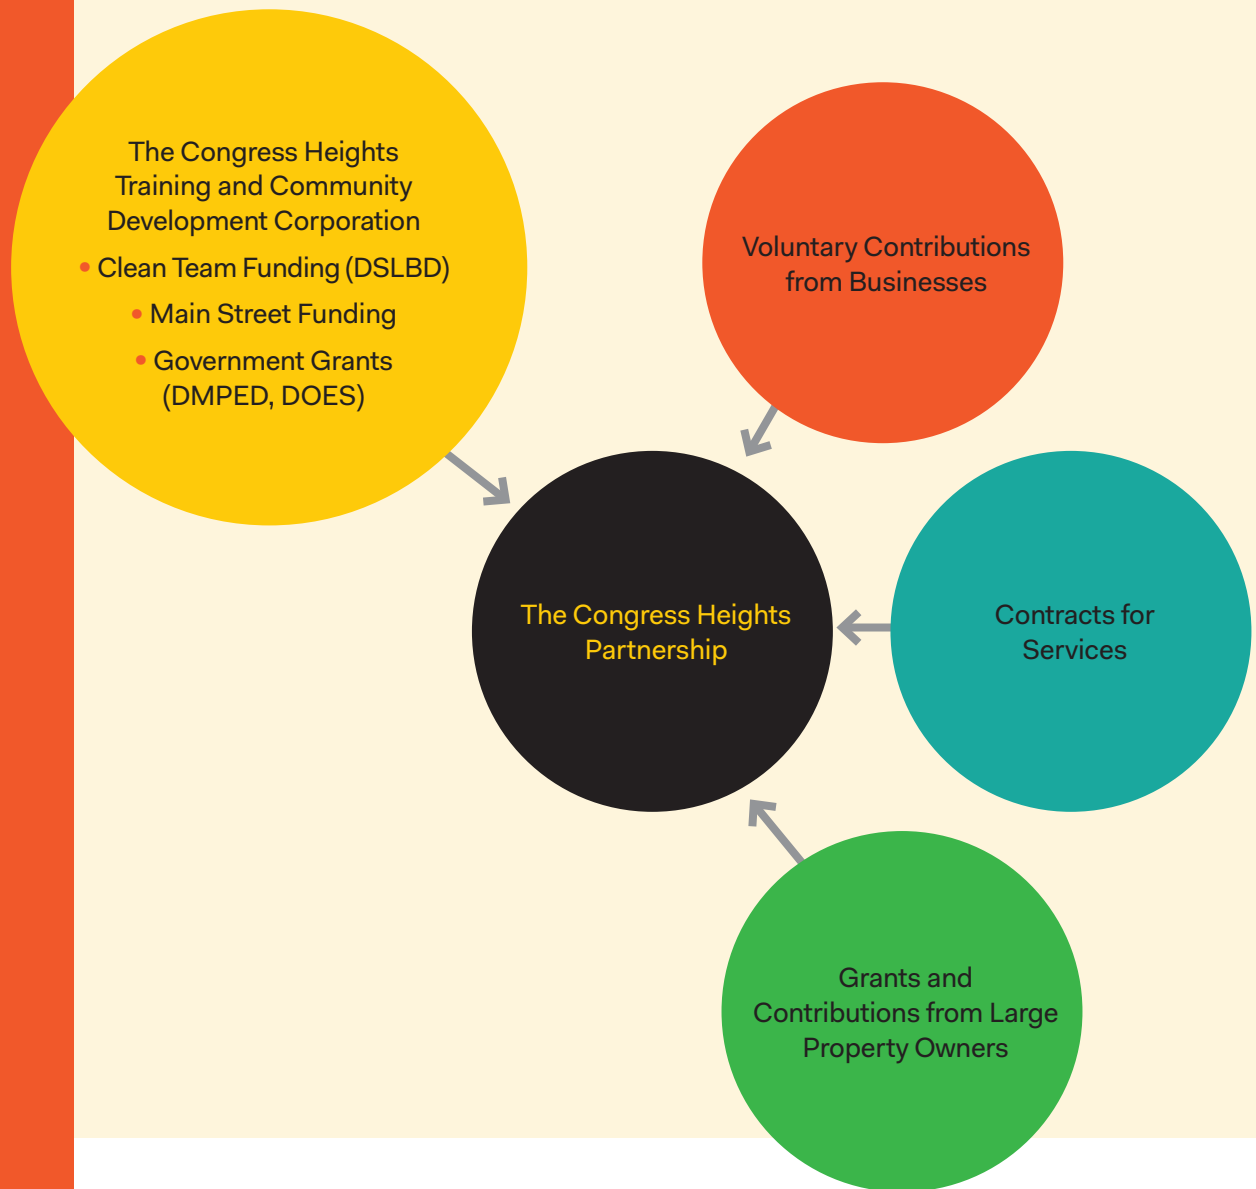 The Congress Heights
Training and Community
Development Corporation
• Clean Team Funding (DSLBD)
• Main Street Funding
• Government Grants
(DMPED, DOES)
Voluntary Contributions
from Businesses
The Congress Heights
Partnership
Contracts for
Services
Grants and
Contributions from Large
Property Owners